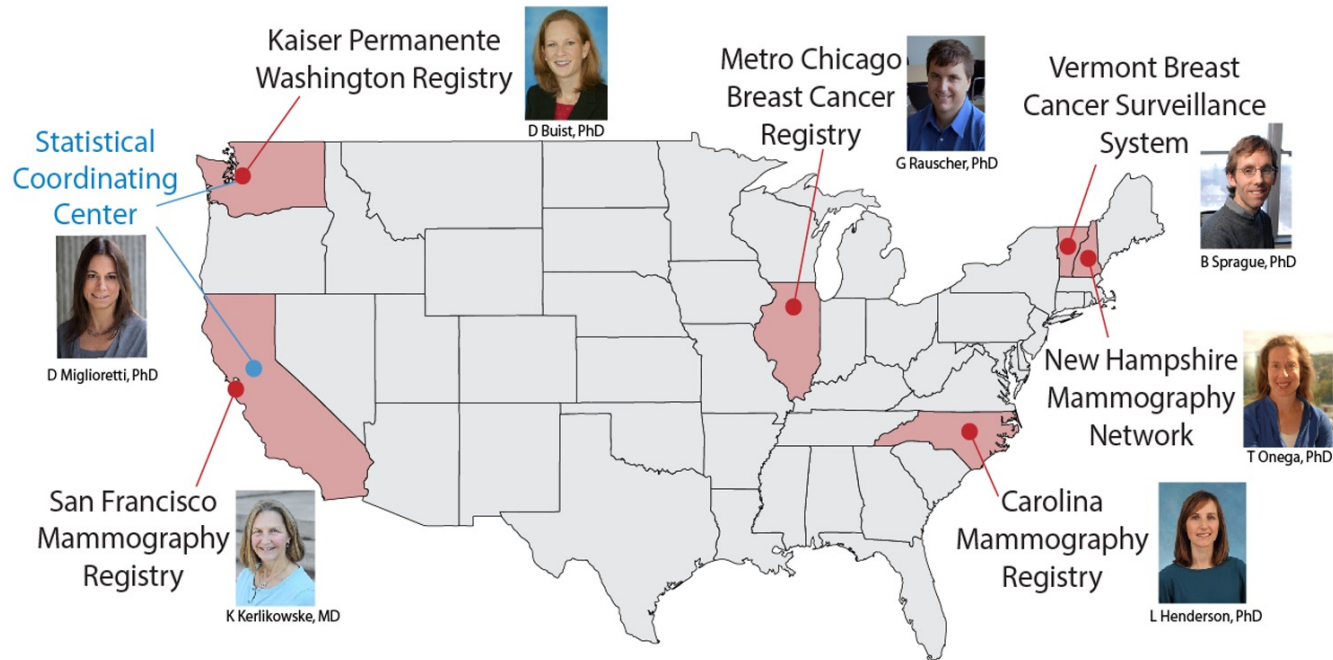 Kaiser Permanente
Washington Registry
D Buist, PhD
Metro Chicago
Breast Cancer
Registry
G Rauscher, PhD
Vermont Breast
Cancer Surveillance
System
B Sprague, PhD
Statistical
Coordinating
Center
D Miglioretti, PhD
New Hampshire
Mammography
Network
T Onega, PhD
San Francisco
Mammography
Registry
K Kerlikowske, MD
Carolina
Mammography
Registry
L Henderson, PhD